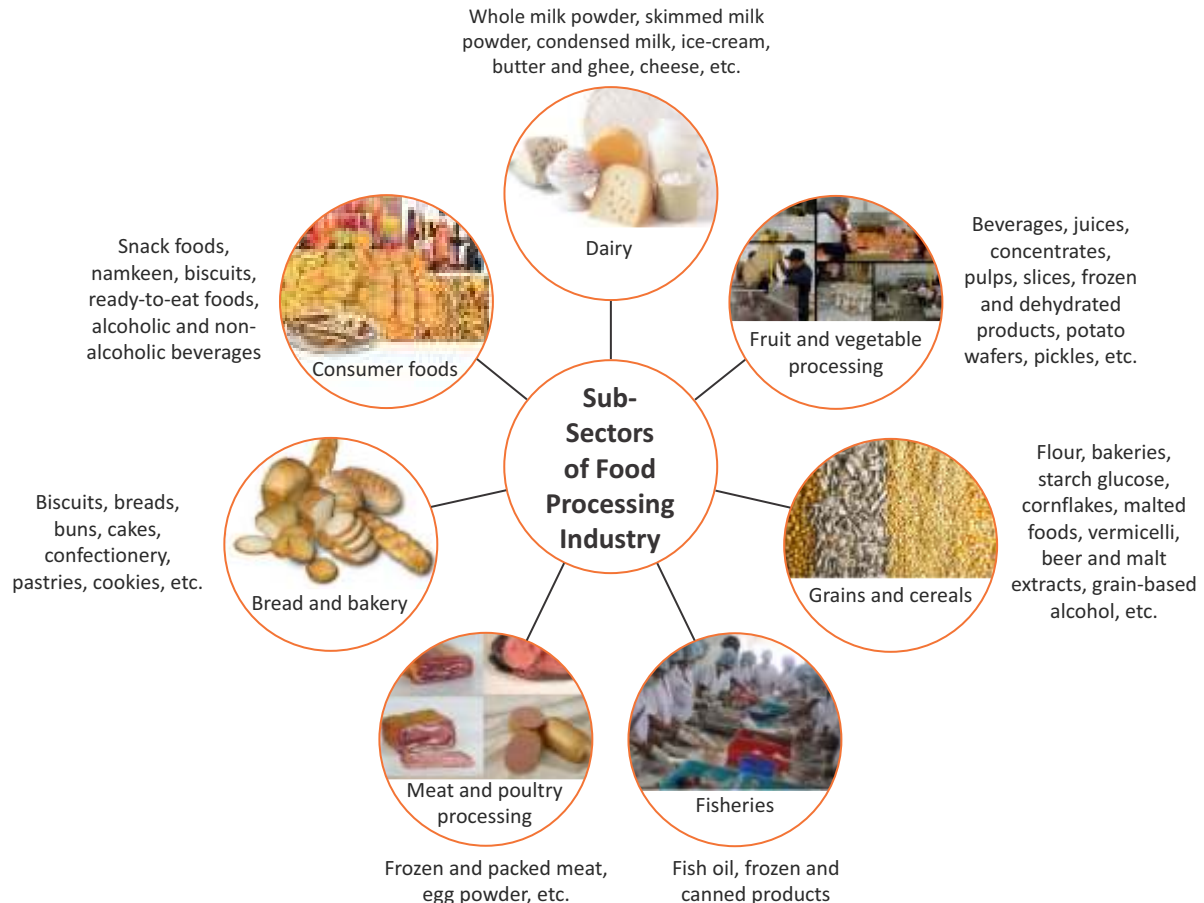 Whole milk powder, skimmed milk
powder, condensed milk, ice-cream,
butter and ghee, cheese, etc.
Dairy
Beverages, juices,
concentrates,
pulps, slices, frozen
and dehydrated
products, potato
wafers, pickles, etc.
Fruit and vegetable
processing
Flour, bakeries,
starch glucose,
cornflakes, malted
foods, vermicelli,
beer and malt
extracts, grain-based
alcohol, etc.
Grains and cereals
Fisheries
Fish oil, frozen and
canned products
Meat and poultry
processing
Frozen and packed meat,
egg powder, etc.
Biscuits, breads,
buns, cakes,
confectionery,
pastries, cookies, etc.
Bread and bakery
Snack foods,
namkeen, biscuits,
ready-to-eat foods,
alcoholic and non-
alcoholic beverages
Consumer foods
Sub-
Sectors
of Food
Processing
Industry